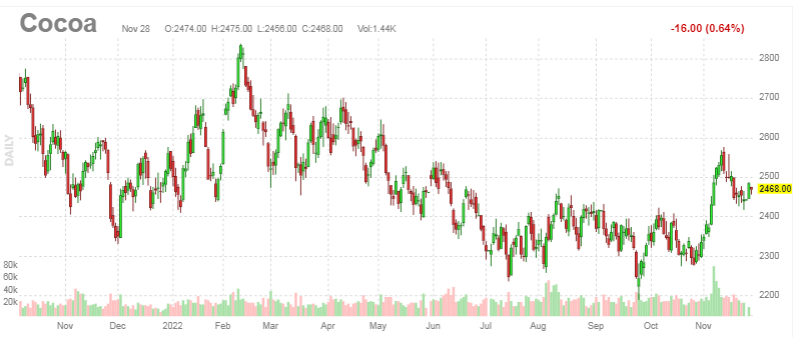 Cocoa
Nov 28 O:2474.00 H:2475.00 L:2456.00 C:2468.00 Vol:1.44K
-16.00 (0.64%)
DAILY
2800
2700
2600
2500
2468.00
2400
2300
2200
80k
60k
40k
20k
Nov Dec 2022 Feb Mar Apr May Jun Jul Aug Sep Oct Nov